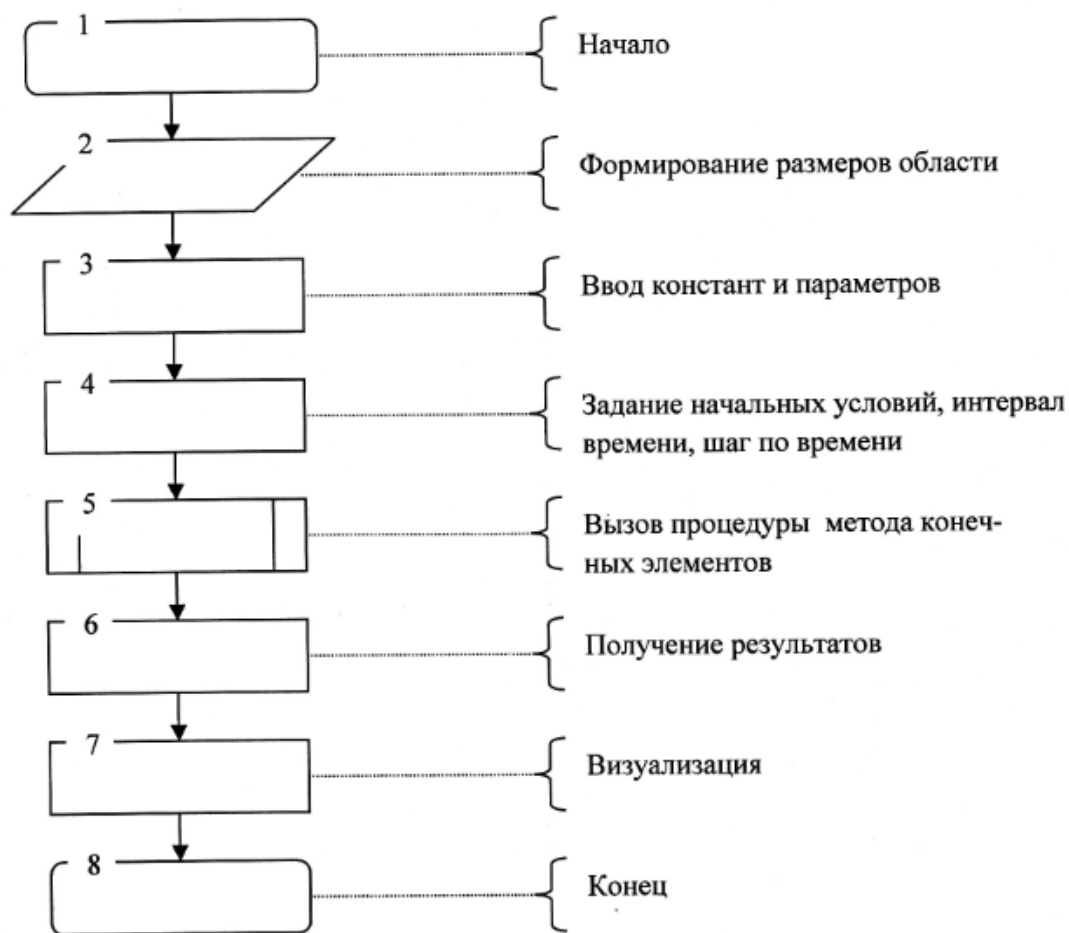 1
Начало
2
Формирование размеров области
3
Ввод констант и параметров
4
Задание начальных условий, интервал
времени, шаг по времени
5
Вызов процедуры метода конеч-
ных элементов
6
Получение результатов
7
Визуализация
8
Конец